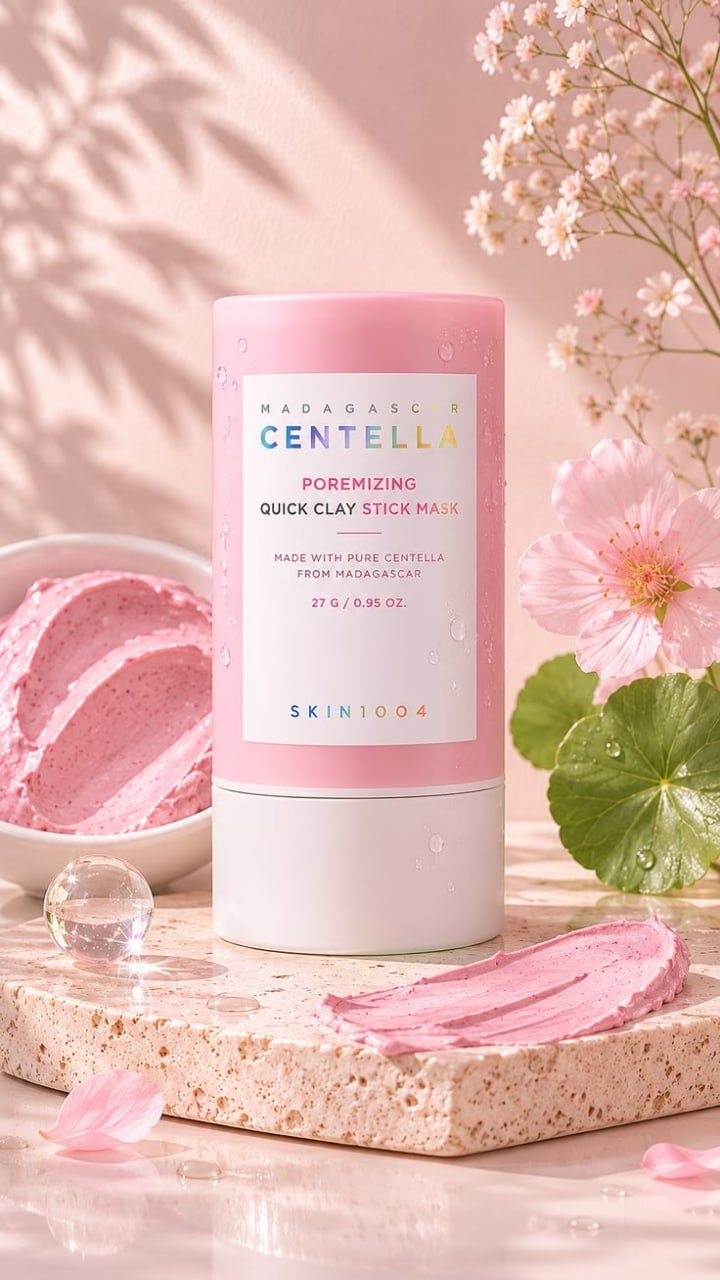 MADAGASCAR
CENTELLA
POREMIZING
QUICK CLAY STICK MASK
MADE WITH PURE CENTELLA
FROM MADAGASCAR
27 G / 0.95 OZ.
SKIN1004